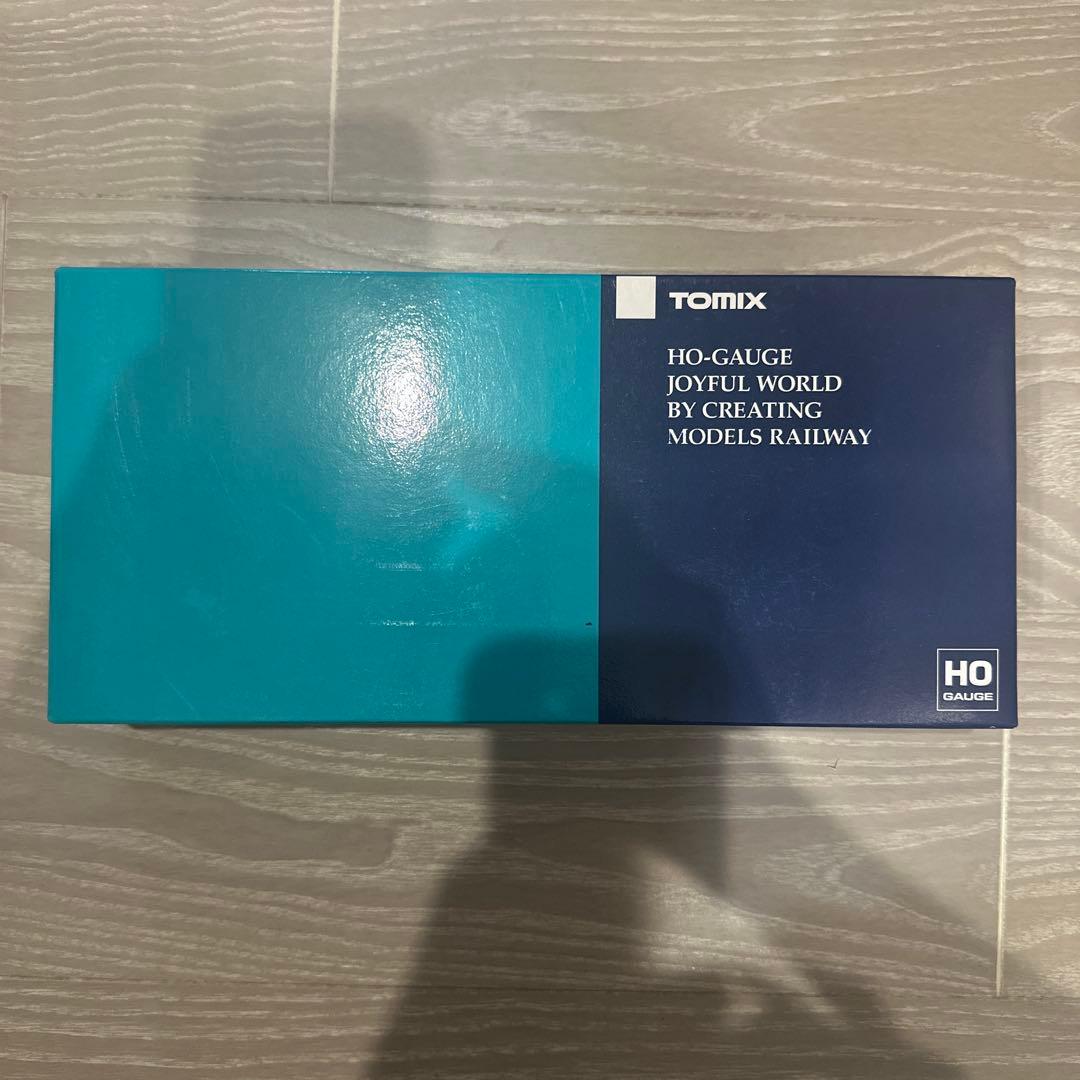 TOMIX
HO-GAUGE
JOYFUL WORLD
BY CREATING
MODELS RAILWAY
HO
GAUGE